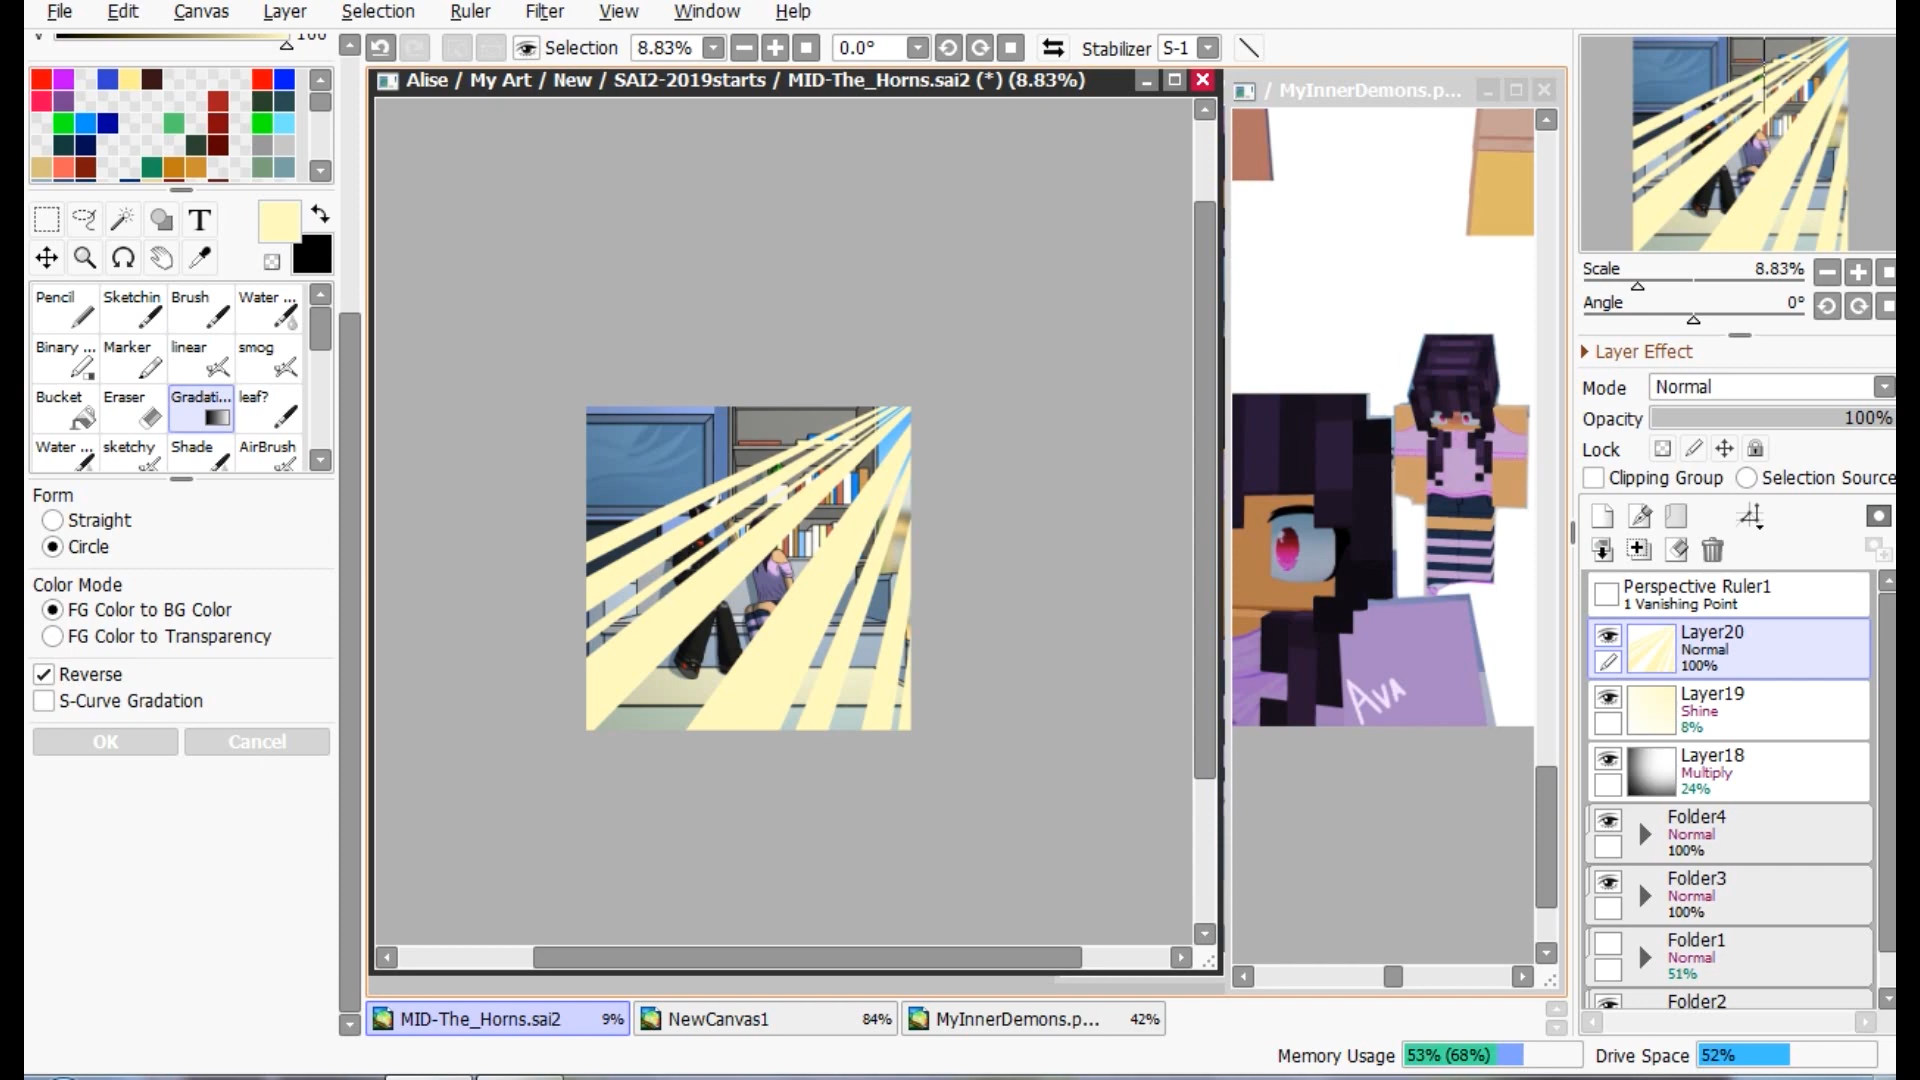 File Edit Canvas Layer Selection Ruler Filter View Window Help
Selection 8.83% 0.0° Stabilizer S-1
Alise / My Art / New / SAI2-2019starts / MID-The_Horns.sai2 (*) (8.83%)
/ MyInnerDemons.p...
Pencil Sketchin Brush Water ...
Binary ... Marker linear smog
Bucket Eraser Gradati... leaf?
Water ... sketchy Shade AirBrush
Form
Straight
Circle
Color Mode
FG Color to BG Color
FG Color to Transparency
Reverse
S-Curve Gradation
OK Cancel
Ava
Scale 8.83%
Angle 0°
Layer Effect
Mode Normal
Opacity 100%
Lock
Clipping Group Selection Source
Perspective Ruler1
1 Vanishing Point
Layer20
Normal
100%
Layer19
Shine
8%
Layer18
Multiply
24%
Folder4
Normal
100%
Folder3
Normal
100%
Folder1
Normal
51%
Folder2
MID-The_Horns.sai2 9% NewCanvas1 84% MyInnerDemons.p... 42%
Memory Usage 53% (68%) Drive Space 52%